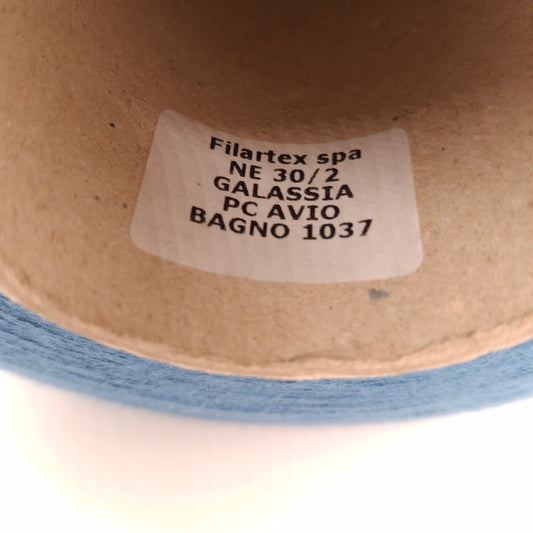 Filartex spa
NE 30/2
GALASSIA
PC AVIO
BAGNO 1037